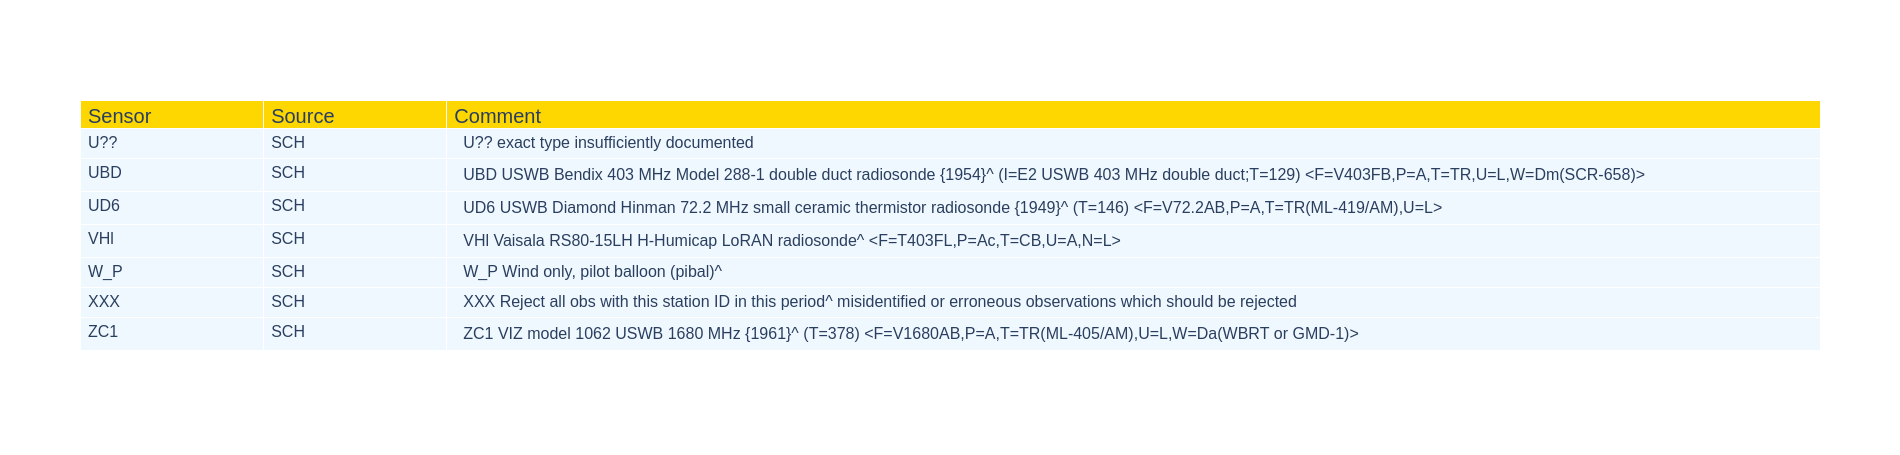 Sensor Source Comment
U?? SCH U?? exact type insufficiently documented
UBD SCH UBD USWB Bendix 403 MHz Model 288-1 double duct radiosonde {1954}^ (I=E2 USWB 403 MHz double duct;T=129) <F=V403FB,P=A,T=TR,U=L,W=Dm(SCR-658)>
UD6 SCH UD6 USWB Diamond Hinman 72.2 MHz small ceramic thermistor radiosonde {1949}^ (T=146) <F=V72.2AB,P=A,T=TR(ML-419/AM),U=L>
VHl SCH VHl Vaisala RS80-15LH H-Humicap LoRAN radiosonde^ <F=T403FL,P=Ac,T=CB,U=A,N=L>
W_P SCH W_P Wind only, pilot balloon (pibal)^
XXX SCH XXX Reject all obs with this station ID in this period^ misidentified or erroneous observations which should be rejected
ZC1 SCH ZC1 VIZ model 1062 USWB 1680 MHz {1961}^ (T=378) <F=V1680AB,P=A,T=TR(ML-405/AM),U=L,W=Da(WBRT or GMD-1)>